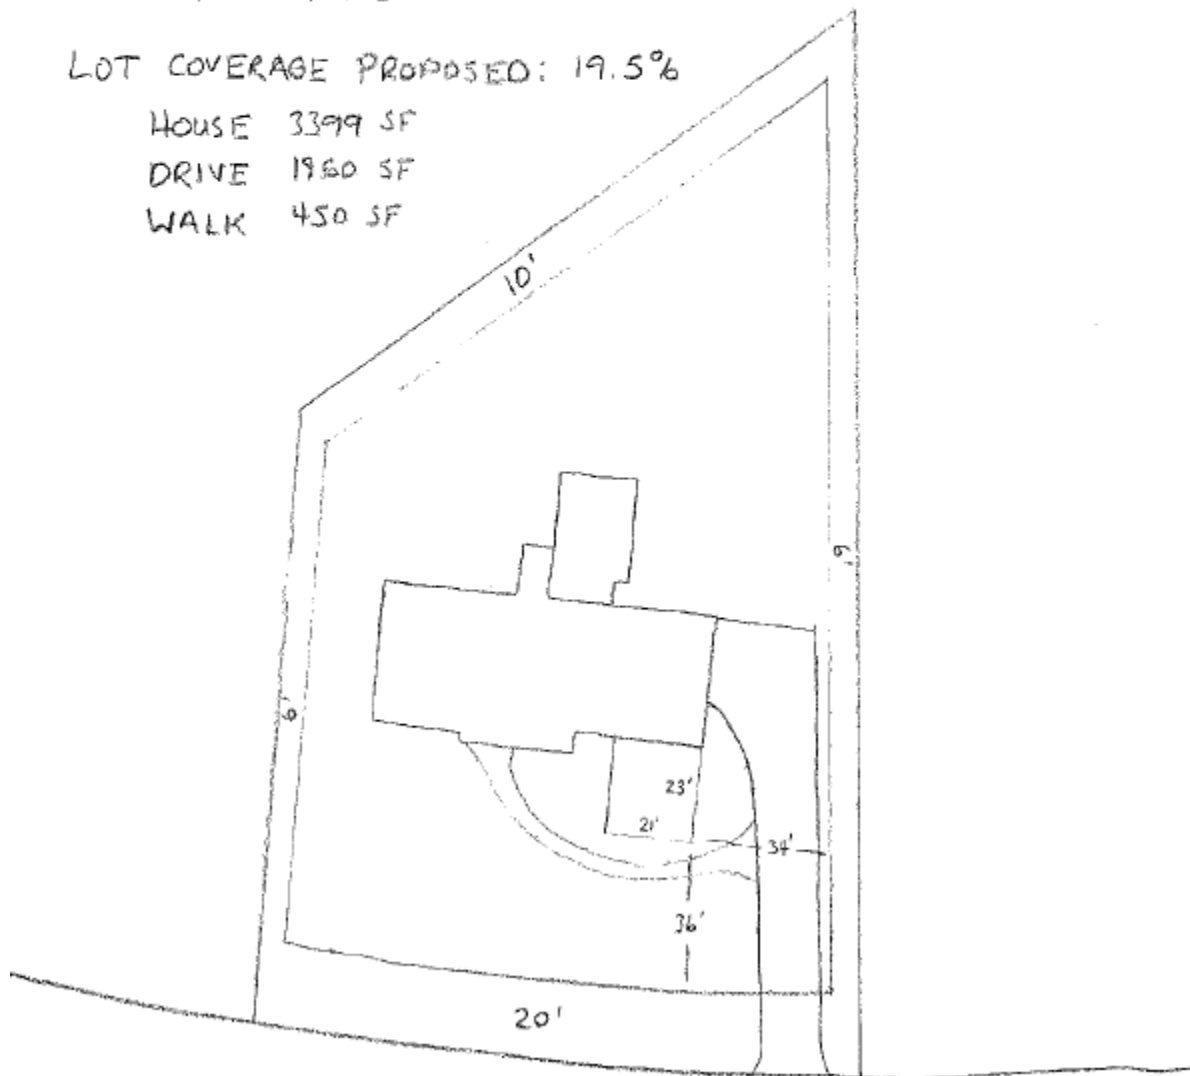 LOT COVERAGE PROPOSED: 19.5%
HOUSE 3399 SF
DRIVE SF
WALK 450 SF
10'
6'
6'
23'
21'
34'
36'
20'